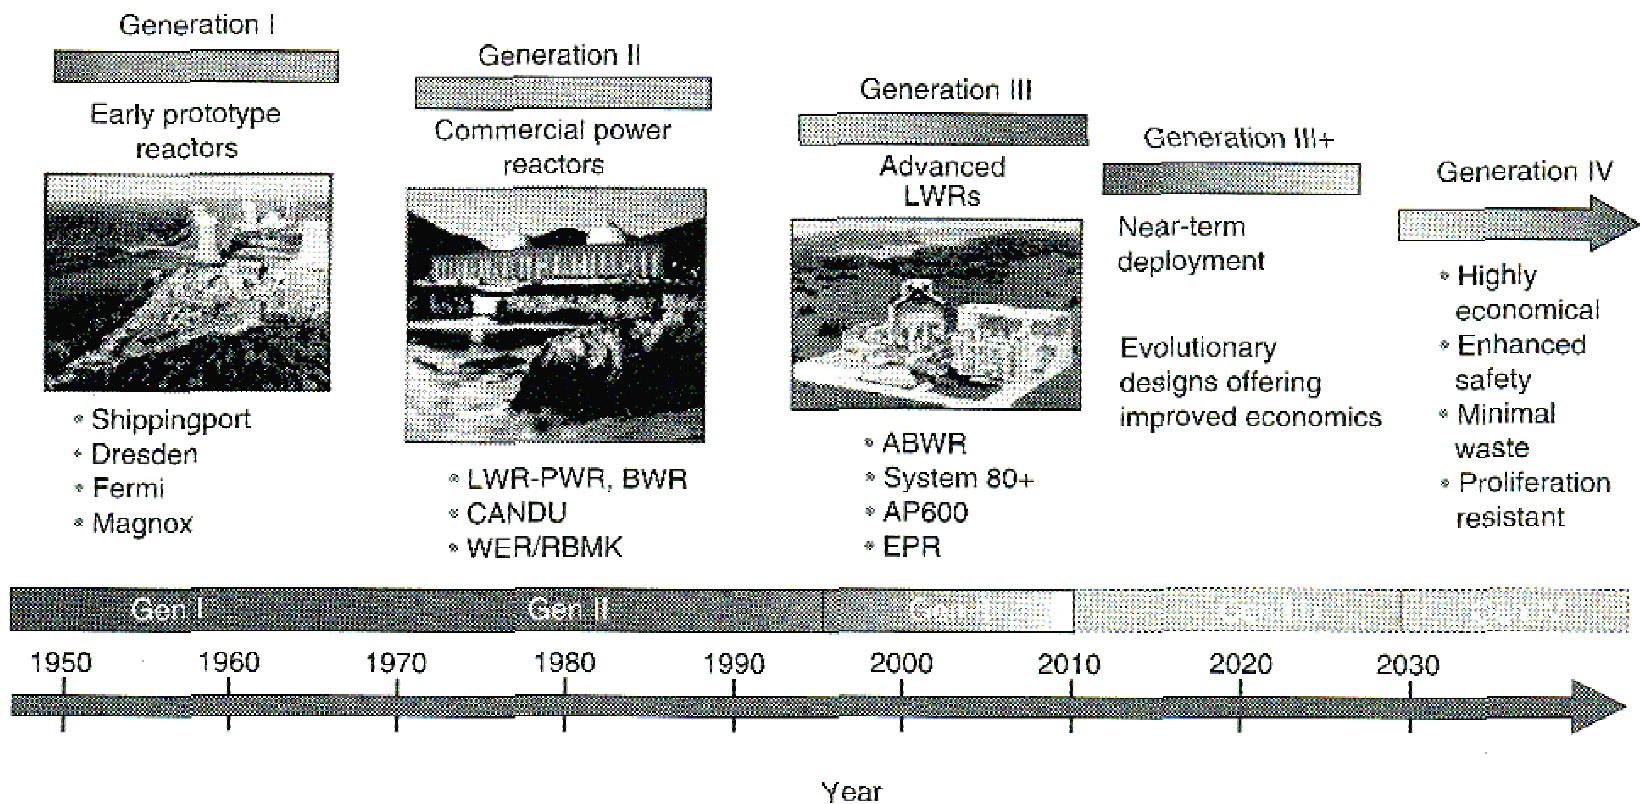 Generation I
Early prototype
reactors
• Shippingport
• Dresden
• Fermi
• Magnox
Generation II
Commercial power
reactors
• LWR-PWR, BWR
• CANDU
• WER/RBMK
Generation III
Advanced
LWRs
• ABWR
• System 80+
• AP600
• EPR
Generation III+
Near-term
deployment
Evolutionary
designs offering
improved economics
Generation IV
• Highly
economical
• Enhanced
safety
• Minimal
waste
• Proliferation
resistant
Gen I
Gen II
1950 1960 1970 1980 1990 2000 2010 2020 2030
Year